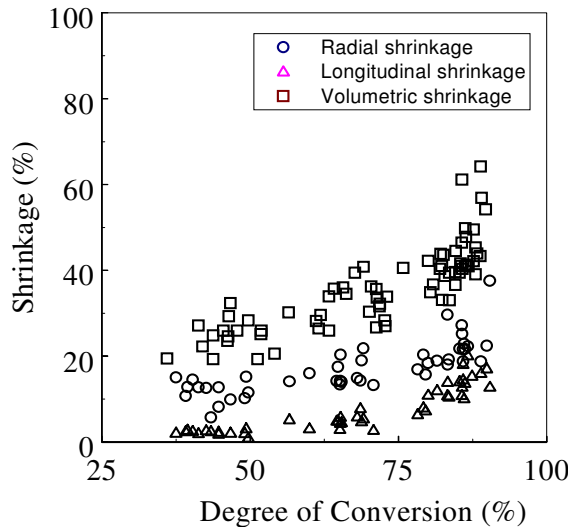 100
80
60
40
20
0
Shrinkage (%)
Radial shrinkage
Longitudinal shrinkage
Volumetric shrinkage
25 50 75 100
Degree of Conversion (%)